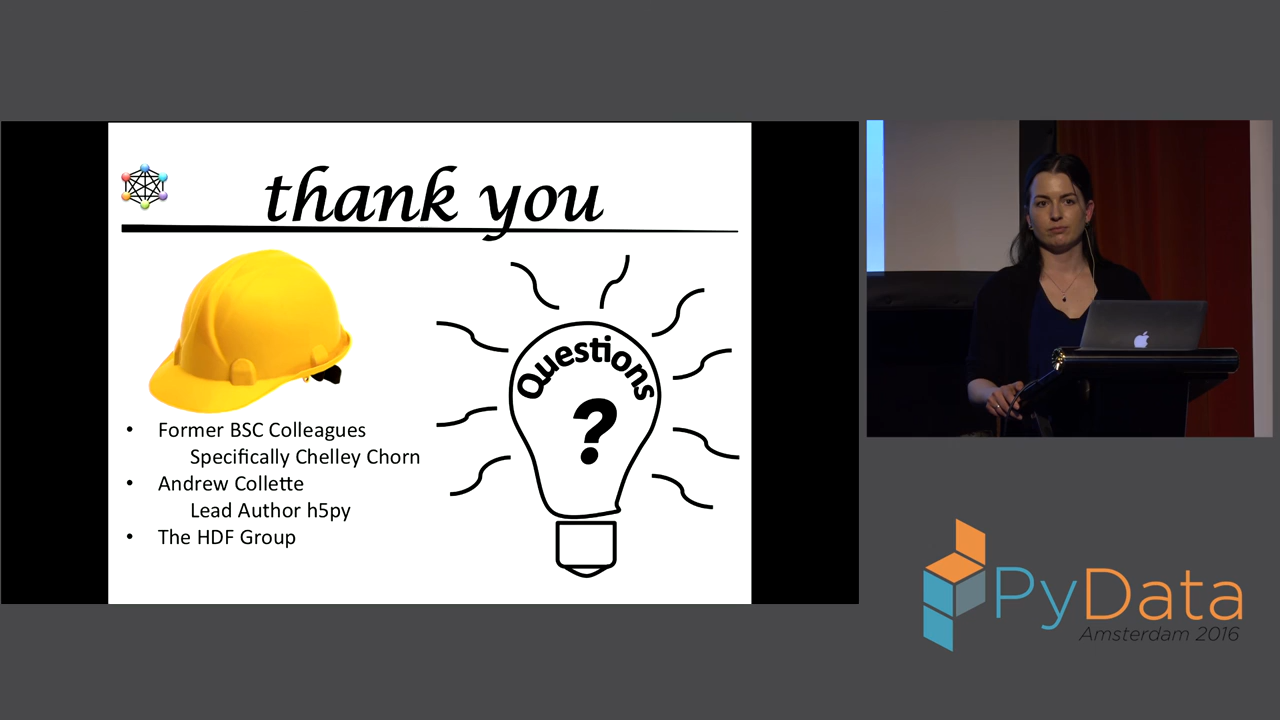 thank you
Questions
?
• Former BSC Colleagues
Specifically Chelley Chorn
• Andrew Collette
Lead Author h5py
• The HDF Group
PyData
Amsterdam 2016